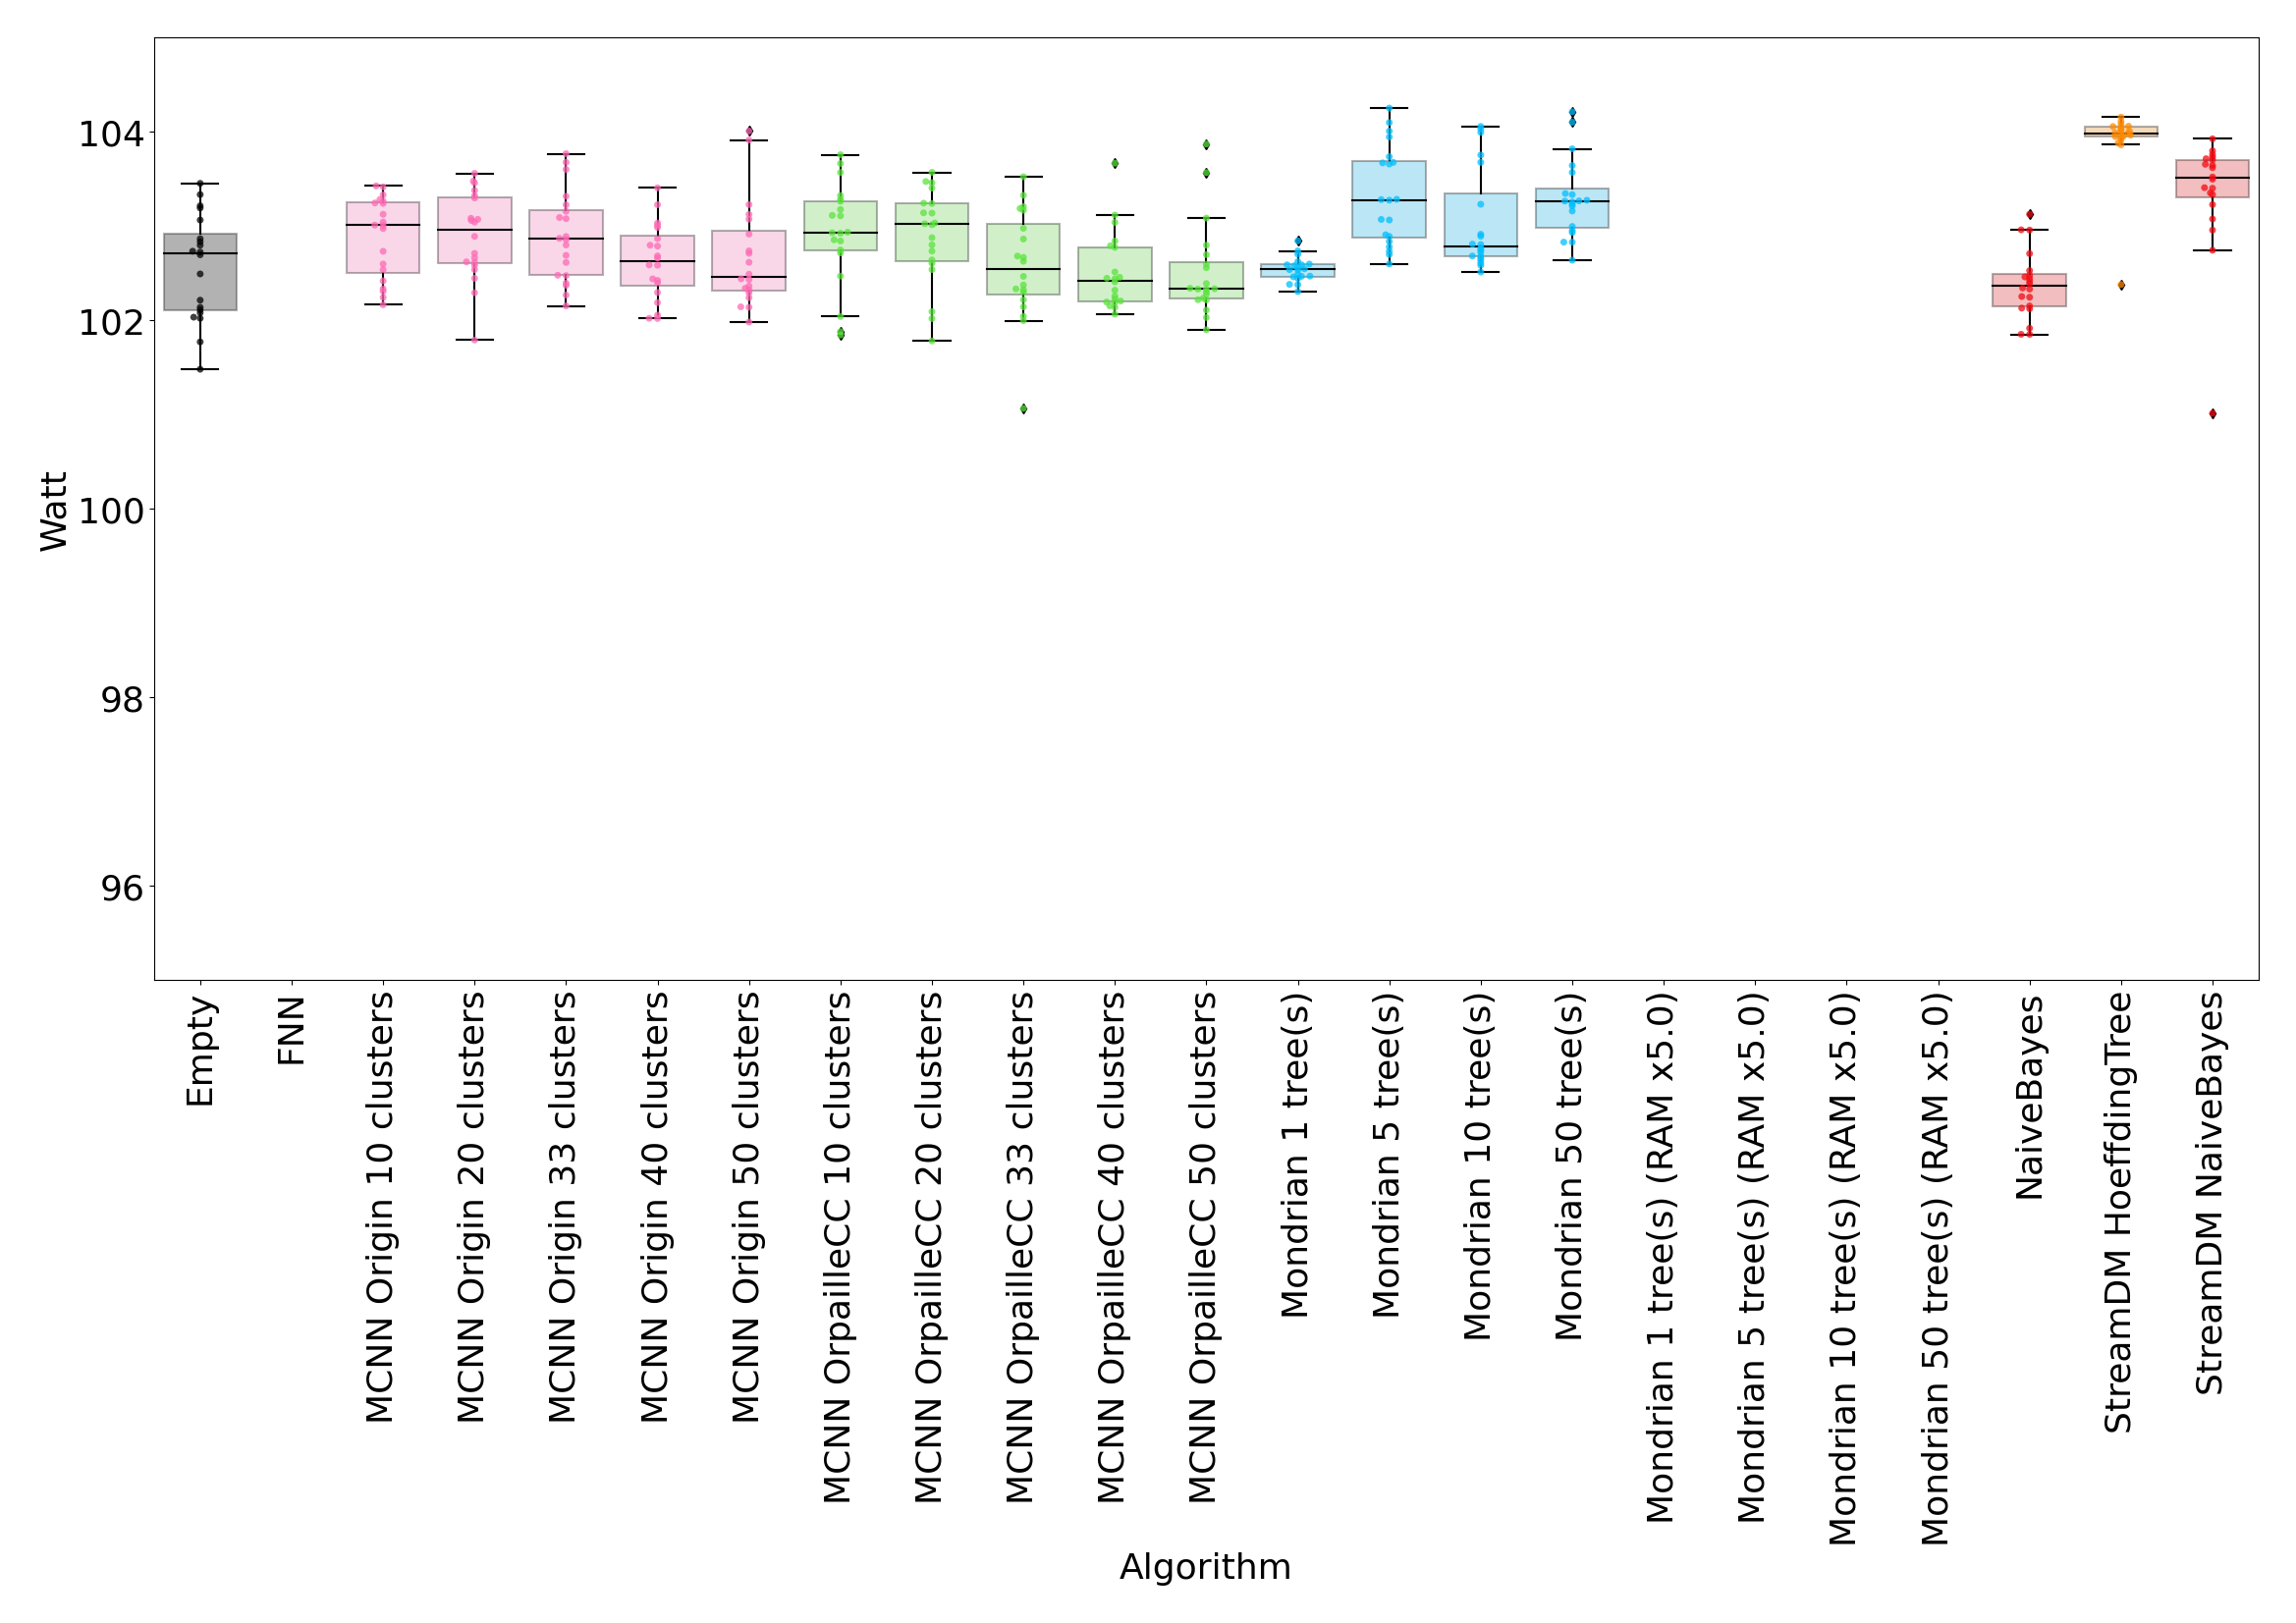 Watt
104
102
100
98
96
Empty
FNN
MCNN Origin 10 clusters
MCNN Origin 20 clusters
MCNN Origin 33 clusters
MCNN Origin 40 clusters
MCNN Origin 50 clusters
MCNN OrpailleCC 10 clusters
MCNN OrpailleCC 20 clusters
MCNN OrpailleCC 33 clusters
MCNN OrpailleCC 40 clusters
MCNN OrpailleCC 50 clusters
Mondrian 1 tree(s)
Mondrian 5 tree(s)
Mondrian 10 tree(s)
Mondrian 50 tree(s)
Mondrian 1 tree(s) (RAM x5.0)
Mondrian 5 tree(s) (RAM x5.0)
Mondrian 10 tree(s) (RAM x5.0)
Mondrian 50 tree(s) (RAM x5.0)
NaiveBayes
StreamDM HoeffdingTree
StreamDM NaiveBayes
Algorithm